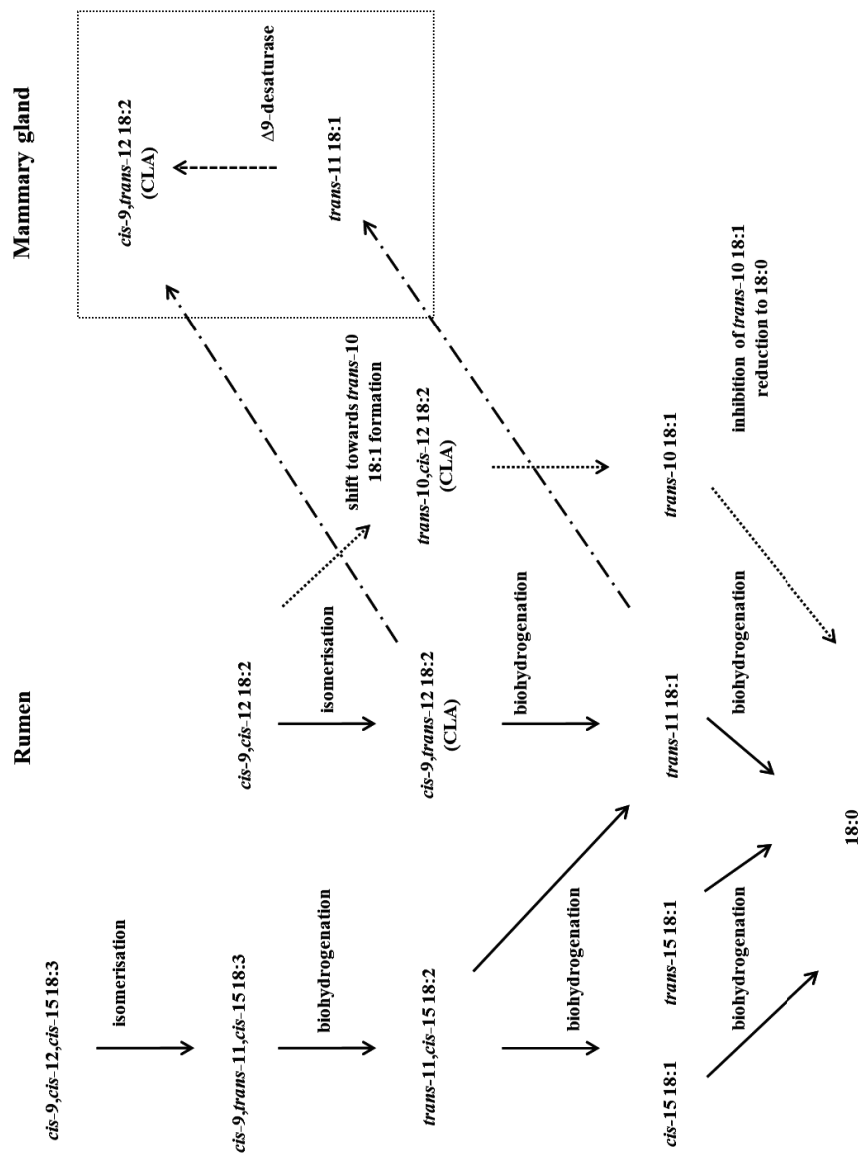 Rumen
Mammary gland
cis-9,cis-12,cis-15 18:3
isomerisation
cis-9,trans-11,cis-15 18:3
biohydrogenation
trans-11,cis-15 18:2
biohydrogenation
cis-15 18:1
trans-15 18:1
biohydrogenation
18:0
cis-9,cis-12 18:2
isomerisation
cis-9,trans-12 18:2
(CLA)
biohydrogenation
trans-11 18:1
biohydrogenation
shift towards trans-10
18:1 formation
trans-10,cis-12 18:2
(CLA)
trans-10 18:1
inhibition of trans-10 18:1
reduction to 18:0
cis-9,trans-12 18:2
(CLA)
Δ9-desaturase
trans-11 18:1